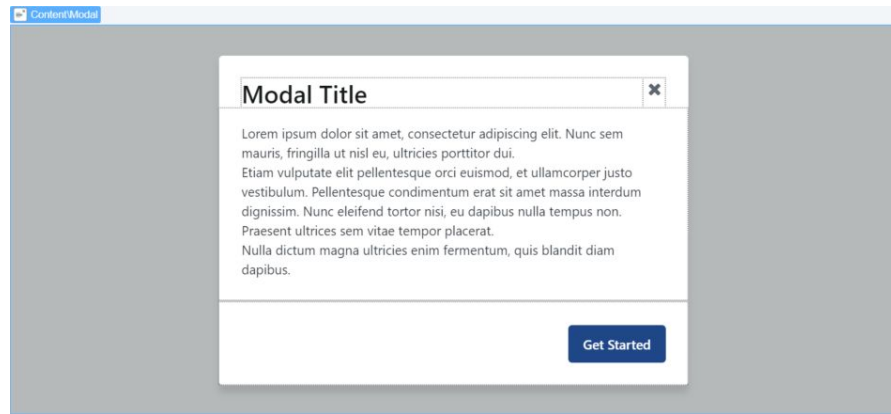 Content\Modal
Modal Title
Lorem ipsum dolor sit amet, consectetur adipiscing elit. Nunc sem
mauris, fringilla ut nisl eu, ultricies porttitor dui.
Etiam vulputate elit pellentesque orci euismod, et ullamcorper justo
vestibulum. Pellentesque condimentum erat sit amet massa interdum
dignissim. Nunc eleifend tortor nisi, eu dapibus nulla tempus non.
Praesent ultrices sem vitae tempor placerat.
Nulla dictum magna ultricies enim fermentum, quis blandit diam
dapibus.
Get Started